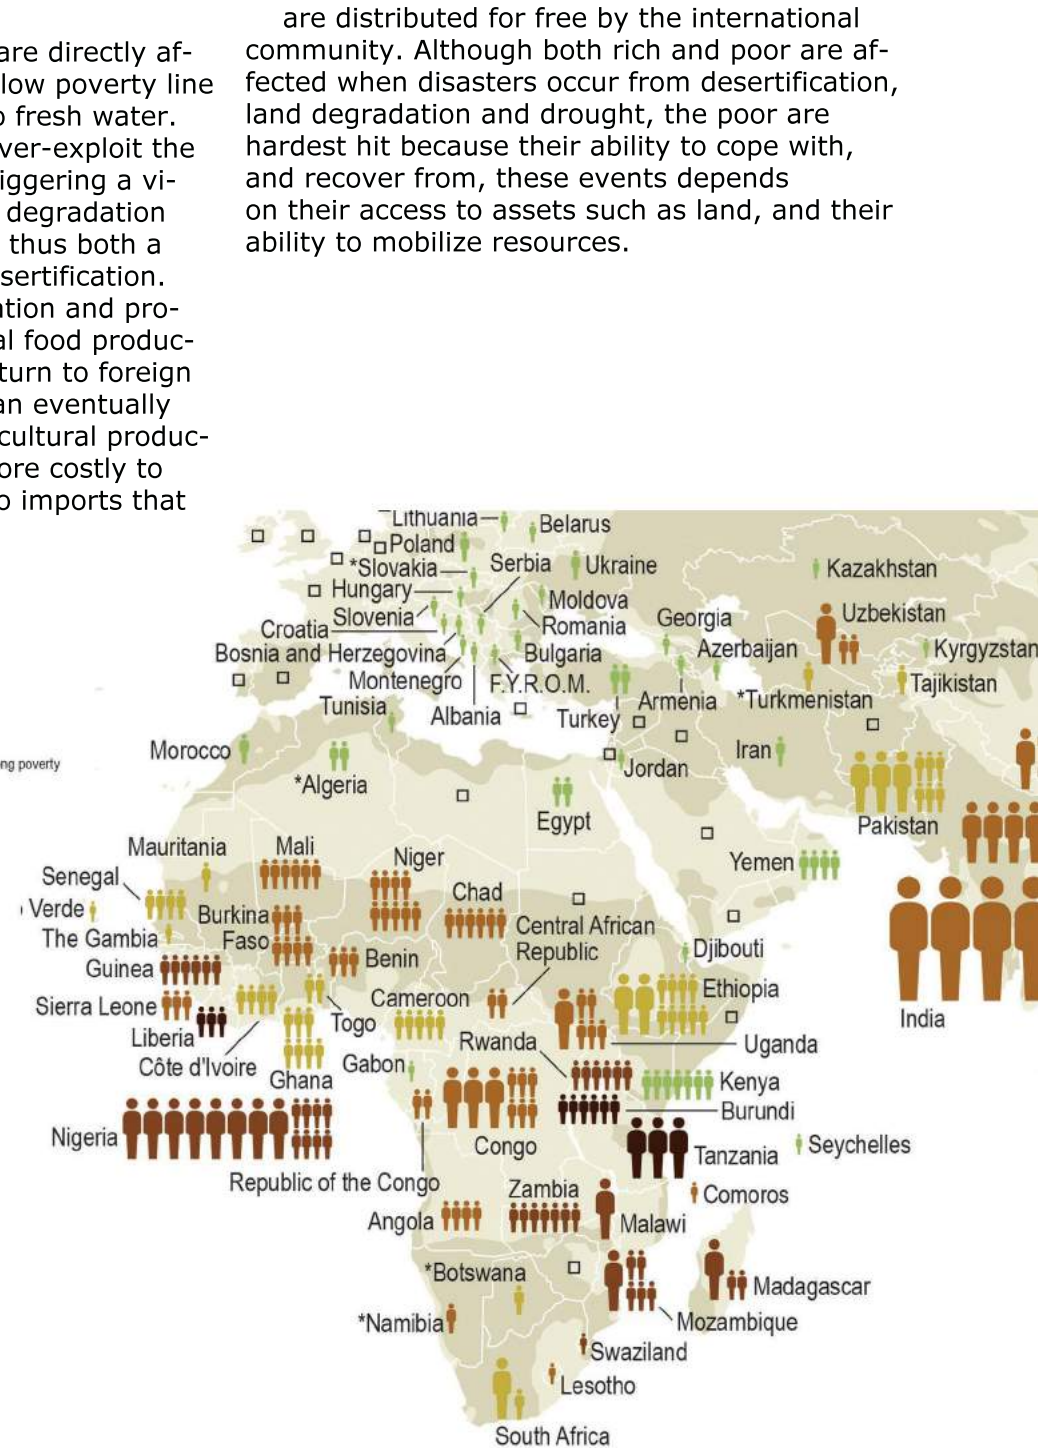 are directly af-
low poverty line
o fresh water.
ver-exploit the
iggering a vi-
degradation
thus both a
sertification.
ation and pro-
al food produc-
turn to foreign
an eventually
cultural produc-
ore costly to
o imports that
are distributed for free by the international
community. Although both rich and poor are af-
fected when disasters occur from desertification,
land degradation and drought, the poor are
hardest hit because their ability to cope with,
and recover from, these events depends
on their access to assets such as land, and their
ability to mobilize resources.
ng poverty
Lithuania
Belarus
Poland
*Slovakia
Serbia
Ukraine
Kazakhstan
Hungary
Moldova
Slovenia
Romania
Georgia
Uzbekistan
Croatia
Bosnia and Herzegovina
Bulgaria
Azerbaijan
Kyrgyzstan
Montenegro
F.Y.R.O.M.
Armenia
*Turkmenistan
Tajikistan
Tunisia
Albania
Turkey
Morocco
Iran
Jordan
*Algeria
Egypt
Pakistan
Mauritania
Mali
Niger
Yemen
Senegal
Chad
Verde
Burkina
Faso
Central African
Republic
The Gambia
Djibouti
Guinea
Benin
Ethiopia
Sierra Leone
Cameroon
India
Liberia
Togo
Rwanda
Uganda
Côte d'Ivoire
Ghana
Gabon
Kenya
Burundi
Nigeria
Congo
Tanzania
Seychelles
Republic of the Congo
Zambia
Comoros
Angola
Malawi
*Botswana
Madagascar
*Namibia
Mozambique
Swaziland
Lesotho
South Africa